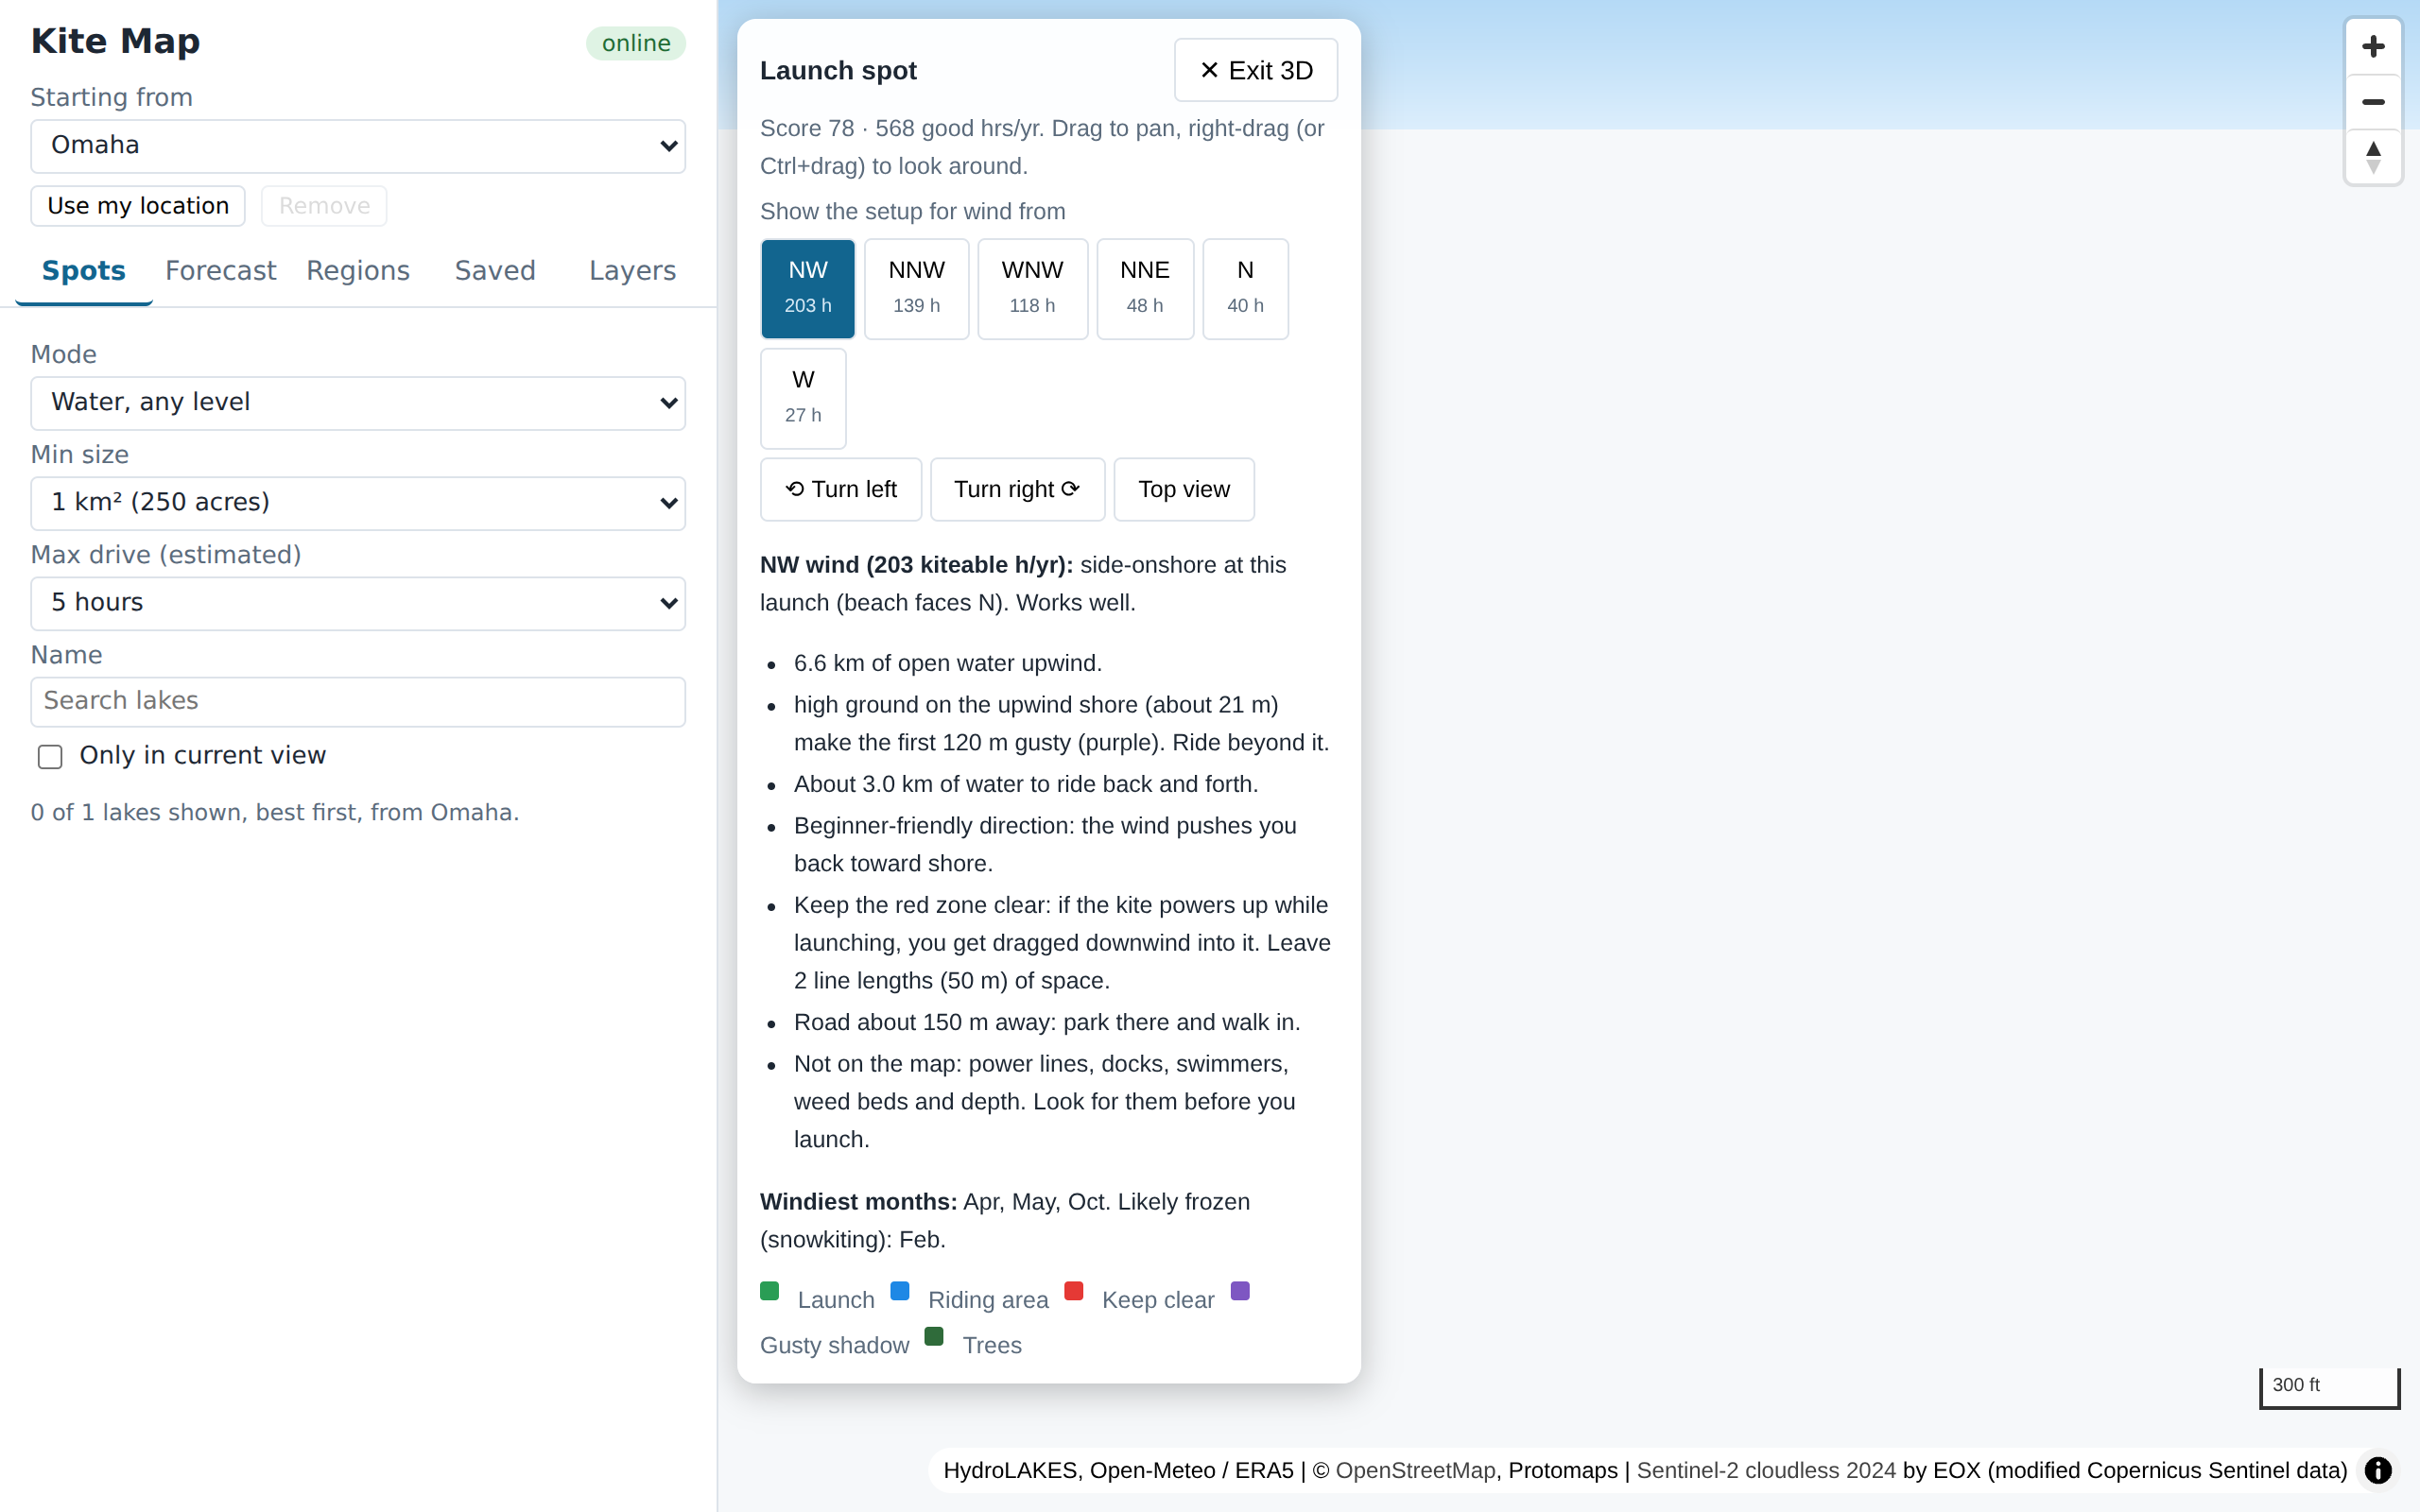 Kite Map
online
Starting from
Omaha
Use my location
Remove
Spots
Forecast
Regions
Saved
Layers
Mode
Water, any level
Min size
1 km² (250 acres)
Max drive (estimated)
5 hours
Name
Search lakes
Only in current view
0 of 1 lakes shown, best first, from Omaha.
Launch spot
✕ Exit 3D
Score 78 · 568 good hrs/yr. Drag to pan, right-drag (or
Ctrl+drag) to look around.
Show the setup for wind from
NW
203 h
NNW
139 h
WNW
118 h
NNE
48 h
N
40 h
W
27 h
⟲ Turn left
Turn right ⟳
Top view
NW wind (203 kiteable h/yr): side-onshore at this
launch (beach faces N). Works well.
• 6.6 km of open water upwind.
• high ground on the upwind shore (about 21 m)
make the first 120 m gusty (purple). Ride beyond it.
• About 3.0 km of water to ride back and forth.
• Beginner-friendly direction: the wind pushes you
back toward shore.
• Keep the red zone clear: if the kite powers up while
launching, you get dragged downwind into it. Leave
2 line lengths (50 m) of space.
• Road about 150 m away: park there and walk in.
• Not on the map: power lines, docks, swimmers,
weed beds and depth. Look for them before you
launch.
Windiest months: Apr, May, Oct. Likely frozen
(snowkiting): Feb.
Launch Riding area Keep clear
Gusty shadow Trees
300 ft
HydroLAKES, Open-Meteo / ERA5 | © OpenStreetMap, Protomaps | Sentinel-2 cloudless 2024 by EOX (modified Copernicus Sentinel data)